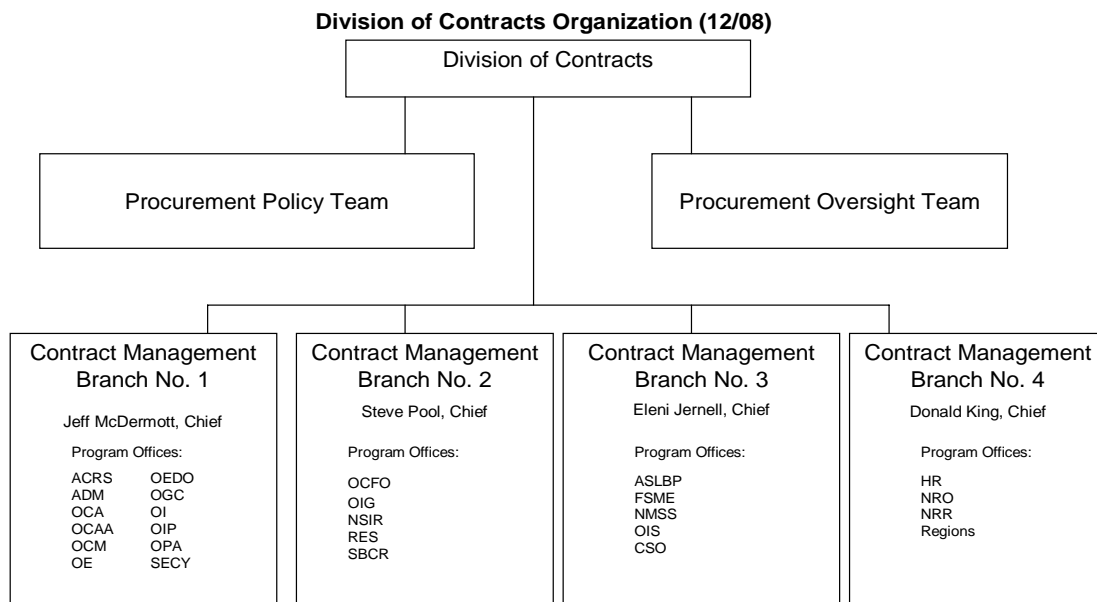 Division of Contracts Organization (12/08)
Division of Contracts
Procurement Policy Team
Procurement Oversight Team
Contract Management
Branch No. 1
Jeff McDermott, Chief
Program Offices:
ACRS OEDO
ADM OGC
OCA OI
OCAA OIP
OCM OPA
OE SECY
Contract Management
Branch No. 2
Steve Pool, Chief
Program Offices:
OCFO
OIG
NSIR
RES
SBCR
Contract Management
Branch No. 3
Eleni Jernell, Chief
Program Offices:
ASLBP
FSME
NMSS
OIS
CSO
Contract Management
Branch No. 4
Donald King, Chief
Program Offices:
HR
NRO
NRR
Regions